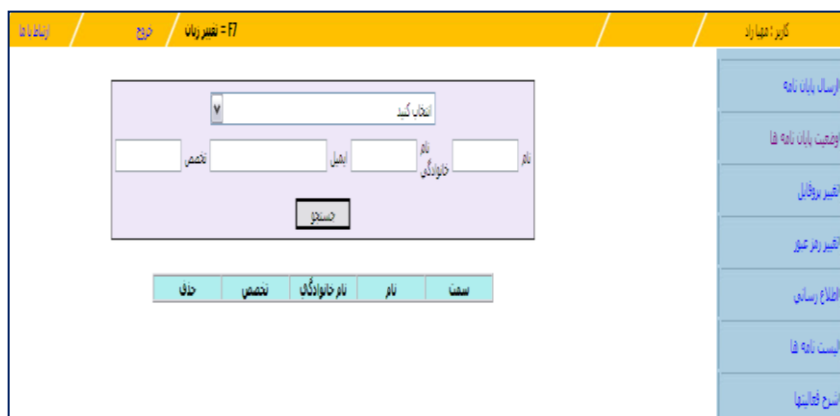 کاربر : مهیا راد
F7 = تغییر زبان
خروج
ارتباط با ما
ارسال پایان نامه
وضعیت پایان نامه ها
تغییر پروفایل
تغییر رمز عبور
اطلاع رسانی
لیست نامه ها
شرح فعالیتها
انتخاب کنید
نام
نام خانوادگی
ایمیل
تخصص
جستجو
سمت نام نام خانوادگی تخصص حذف